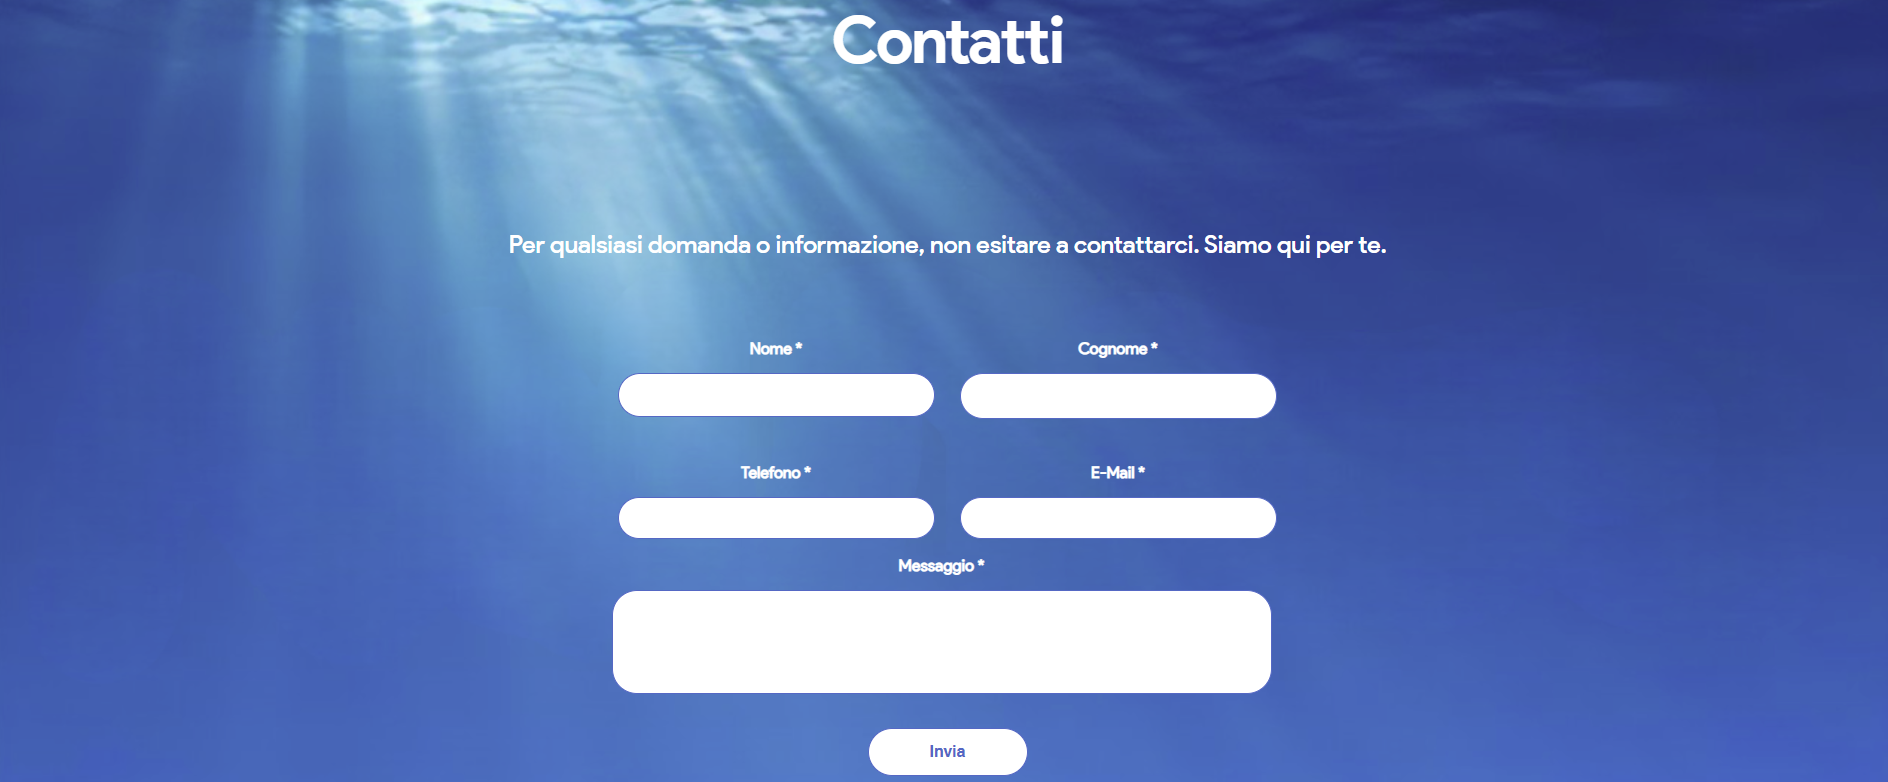 Contatti
Per qualsiasi domanda o informazione, non esitare a contattarci. Siamo qui per te.
Nome * Cognome *
Telefono * E-Mail *
Messaggio *
Invia